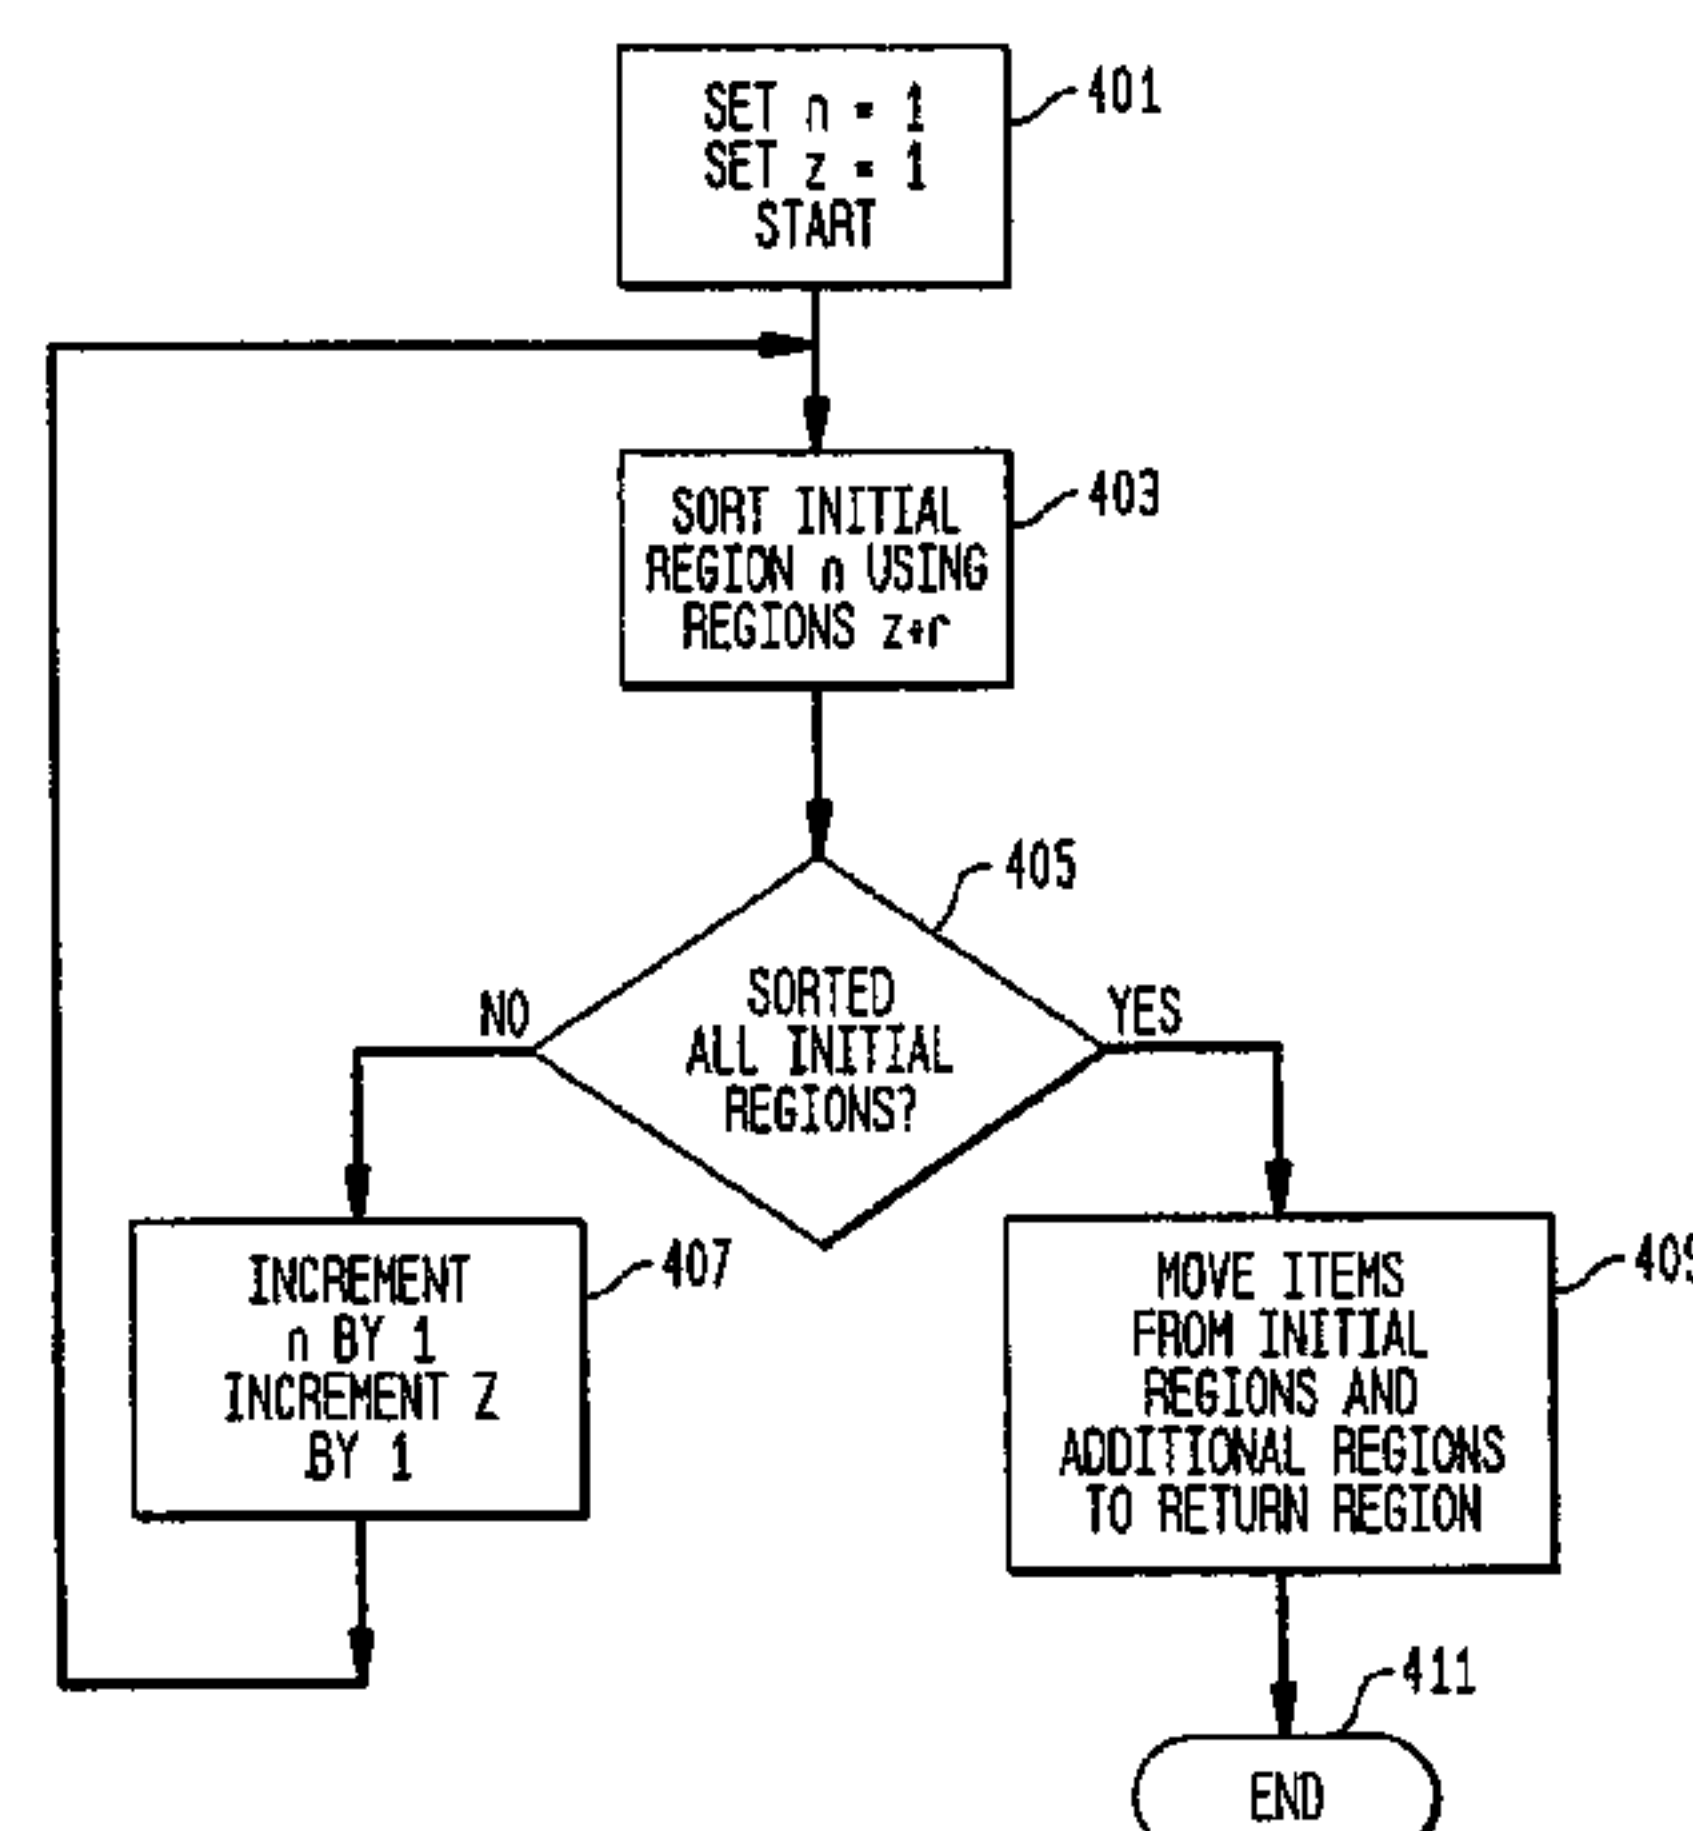 SET n = 1
SET z = 1
START
401
SORT INITIAL
REGION n USING
REGIONS z+r
403
405
SORTED
ALL INITIAL
REGIONS?
NO
YES
INCREMENT
n BY 1
INCREMENT Z
BY 1
407
MOVE ITEMS
FROM INITIAL
REGIONS AND
ADDITIONAL REGIONS
TO RETURN REGION
409
411
END